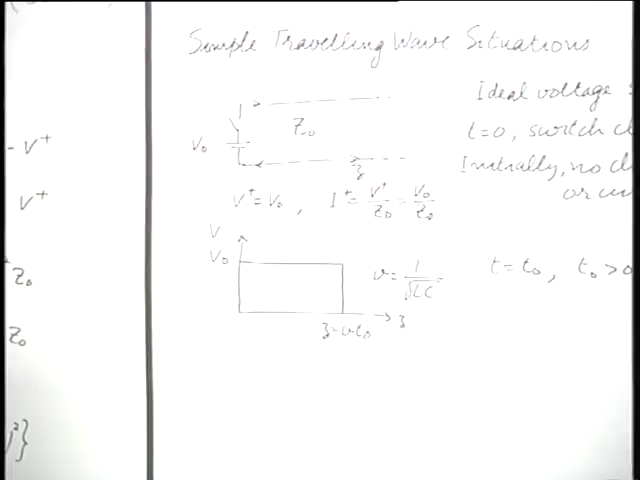 Simple Travelling Wave Situations
Ideal voltage
Z₀
t=0, switch
V₀
- V⁺
Initially, no
z
or
V⁺
V⁺= V₀ , I⁺= V⁺/Z₀ = V₀/Z₀
V
V₀
v = 1/√LC
t = t₀, t₀ > 0
Z₀
z
z=vt₀
Z₀